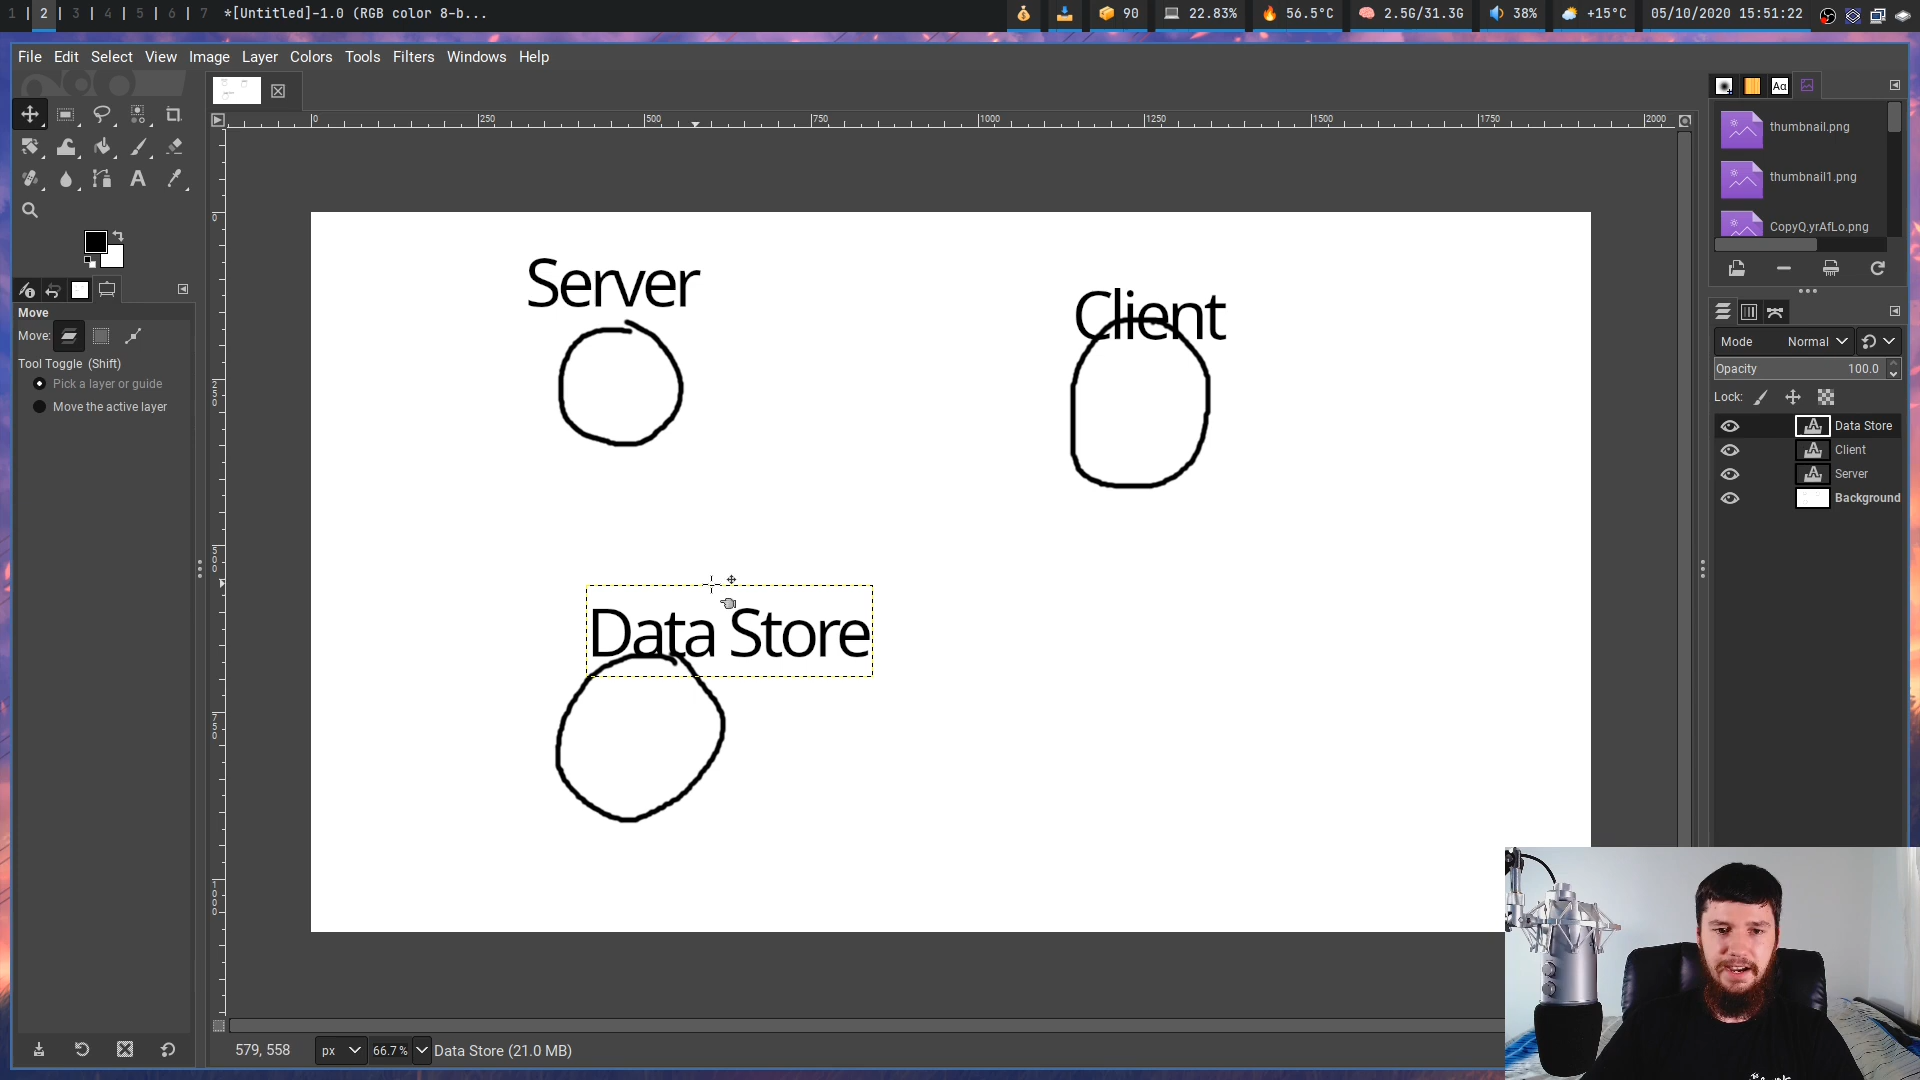 1 | 2 | 3 | 4 | 5 | 6 | 7 *[Untitled]-1.0 (RGB color 8-b... 90 22.83% 56.5°C 2.5G/31.3G 38% +15°C 05/10/2020 15:51:22
File Edit Select View Image Layer Colors Tools Filters Windows Help
0 250 500 750 1000 1250 1500 1750 2000
thumbnail.png
thumbnail1.png
CopyQ.yrAfLo.png
0
250
500
750
1000
Move
Move:
Tool Toggle (Shift)
Pick a layer or guide
Move the active layer
Server
Client
Data Store
Mode Normal
Opacity 100.0
Lock:
Data Store
Client
Server
Background
579, 558 px 66.7% Data Store (21.0 MB)